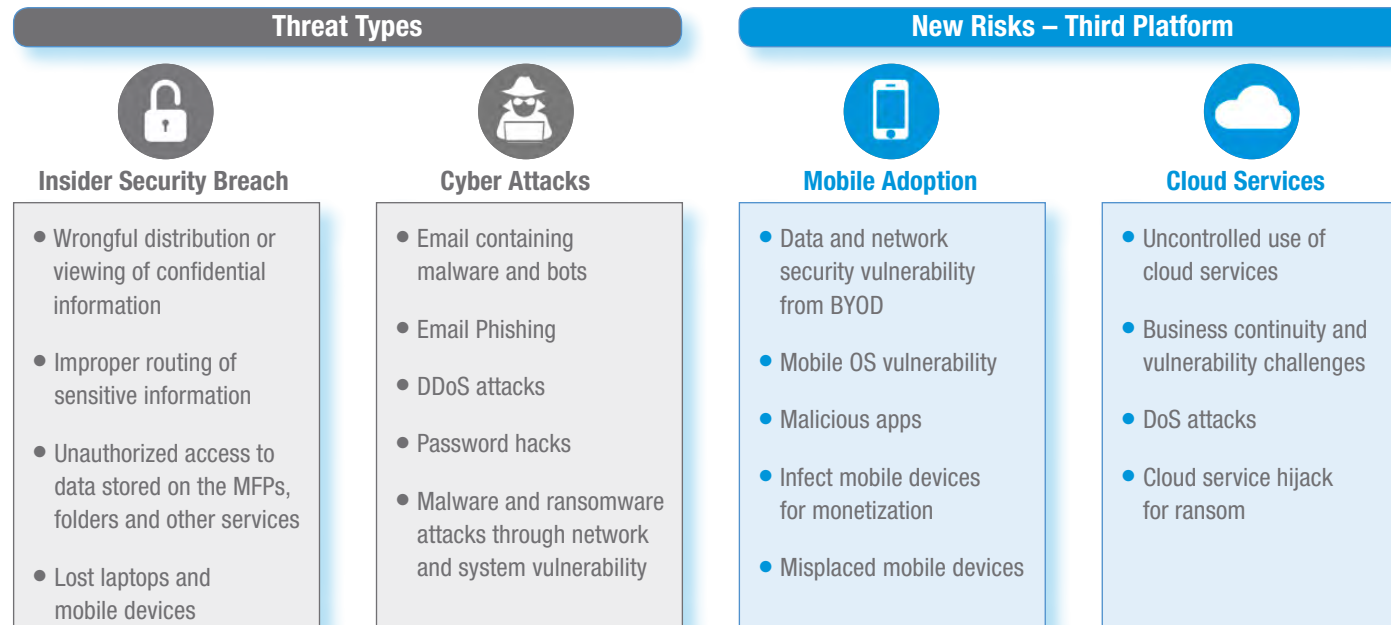 Threat Types
Insider Security Breach
• Wrongful distribution or
viewing of confidential
information
• Improper routing of
sensitive information
• Unauthorized access to
data stored on the MFPs,
folders and other services
• Lost laptops and
mobile devices
Cyber Attacks
• Email containing
malware and bots
• Email Phishing
• DDoS attacks
• Password hacks
• Malware and ransomware
attacks through network
and system vulnerability
New Risks – Third Platform
Mobile Adoption
• Data and network
security vulnerability
from BYOD
• Mobile OS vulnerability
• Malicious apps
• Infect mobile devices
for monetization
• Misplaced mobile devices
Cloud Services
• Uncontrolled use of
cloud services
• Business continuity and
vulnerability challenges
• DoS attacks
• Cloud service hijack
for ransom